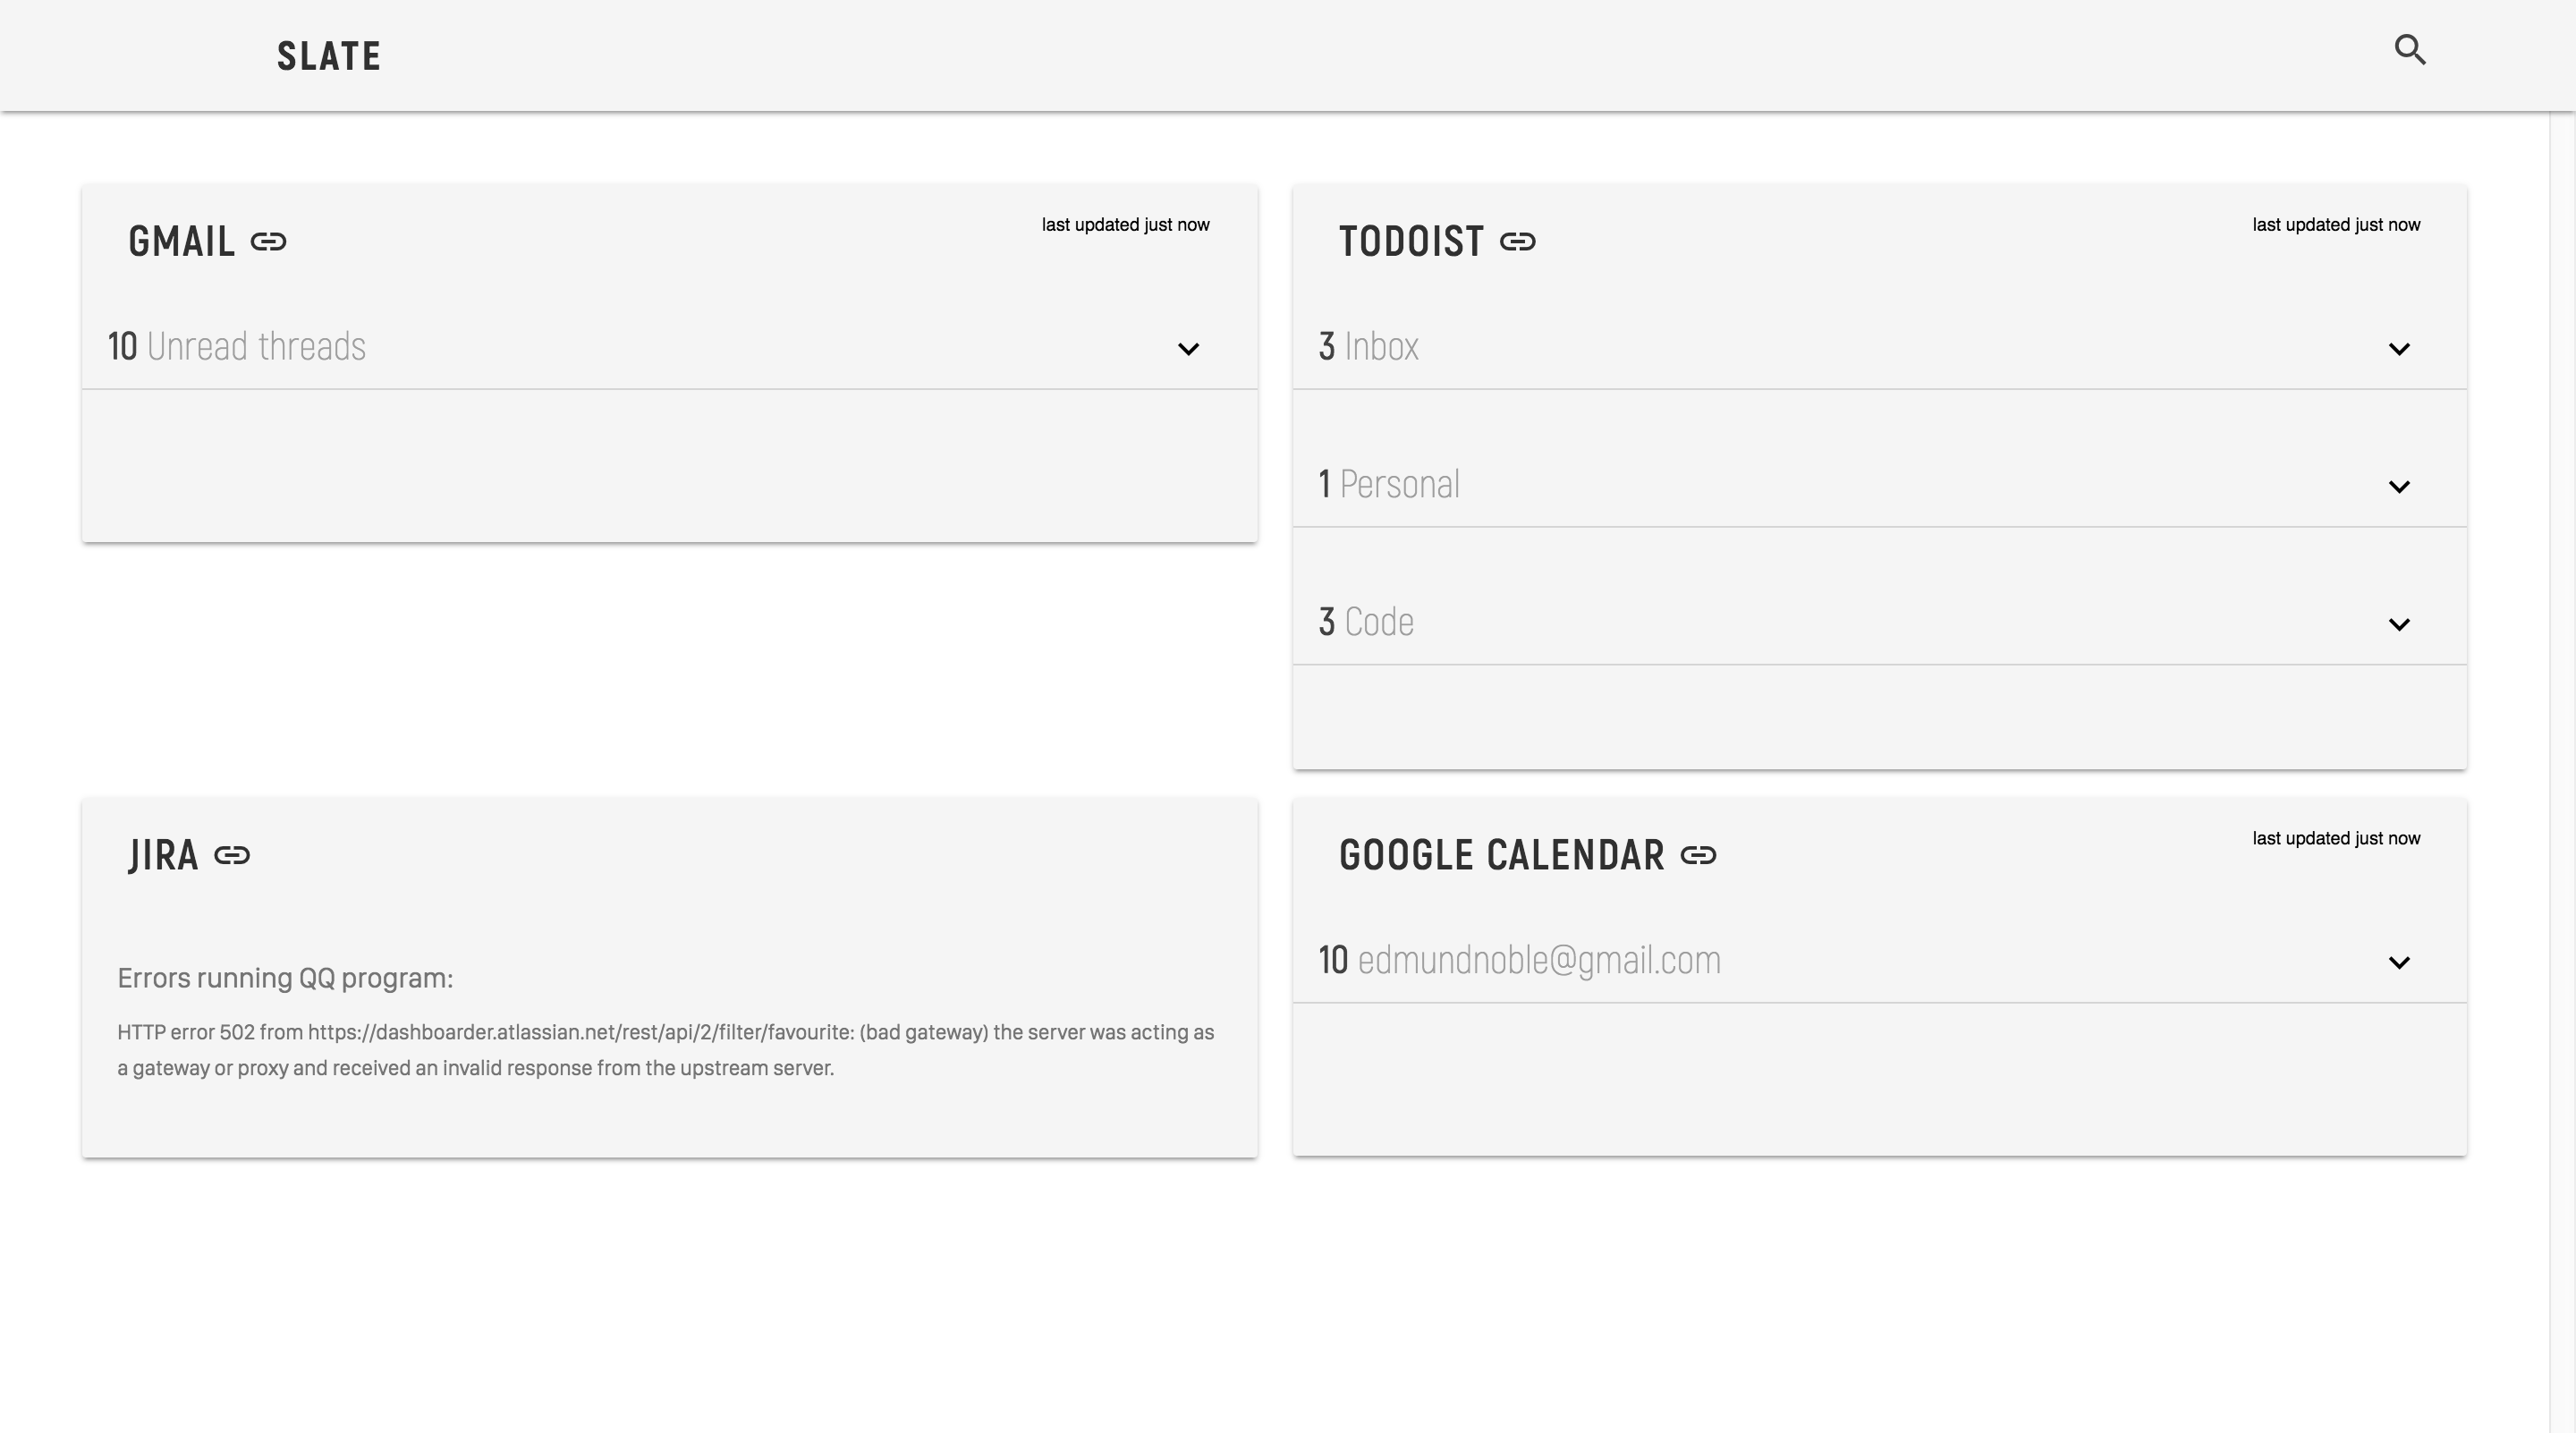 SLATE
GMAIL
last updated just now
10 Unread threads
TODOIST
last updated just now
3 Inbox
1 Personal
3 Code
JIRA
Errors running QQ program:
HTTP error 502 from https://dashboarder.atlassian.net/rest/api/2/filter/favourite: (bad gateway) the server was acting as
a gateway or proxy and received an invalid response from the upstream server.
GOOGLE CALENDAR
last updated just now
10 edmundnoble@gmail.com